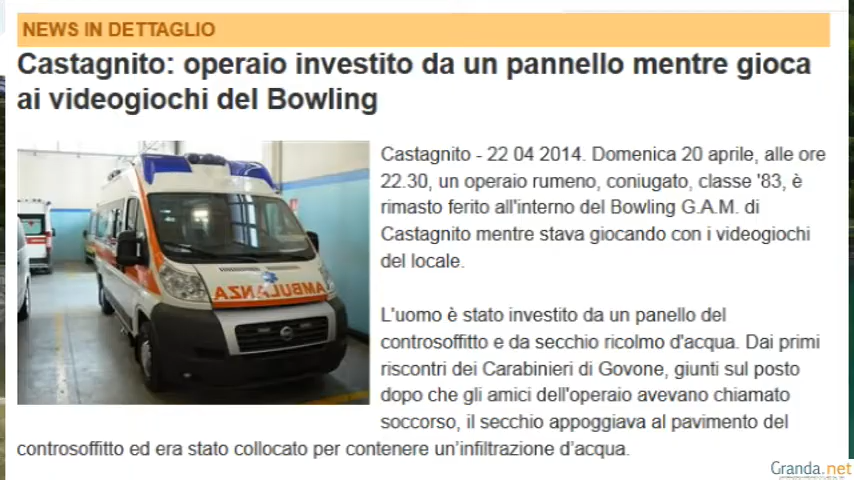 NEWS IN DETTAGLIO
Castagnito: operaio investito da un pannello mentre gioca
ai videogiochi del Bowling
AMBULANZA
Castagnito - 22 04 2014. Domenica 20 aprile, alle ore
22.30, un operaio rumeno, coniugato, classe '83, è
rimasto ferito all'interno del Bowling G.A.M. di
Castagnito mentre stava giocando con i videogiochi
del locale.
L'uomo è stato investito da un panello del
controsoffitto e da secchio ricolmo d'acqua. Dai primi
riscontri dei Carabinieri di Govone, giunti sul posto
dopo che gli amici dell'operaio avevano chiamato
soccorso, il secchio appoggiava al pavimento del
controsoffitto ed era stato collocato per contenere un'infiltrazione d'acqua.
Granda.net